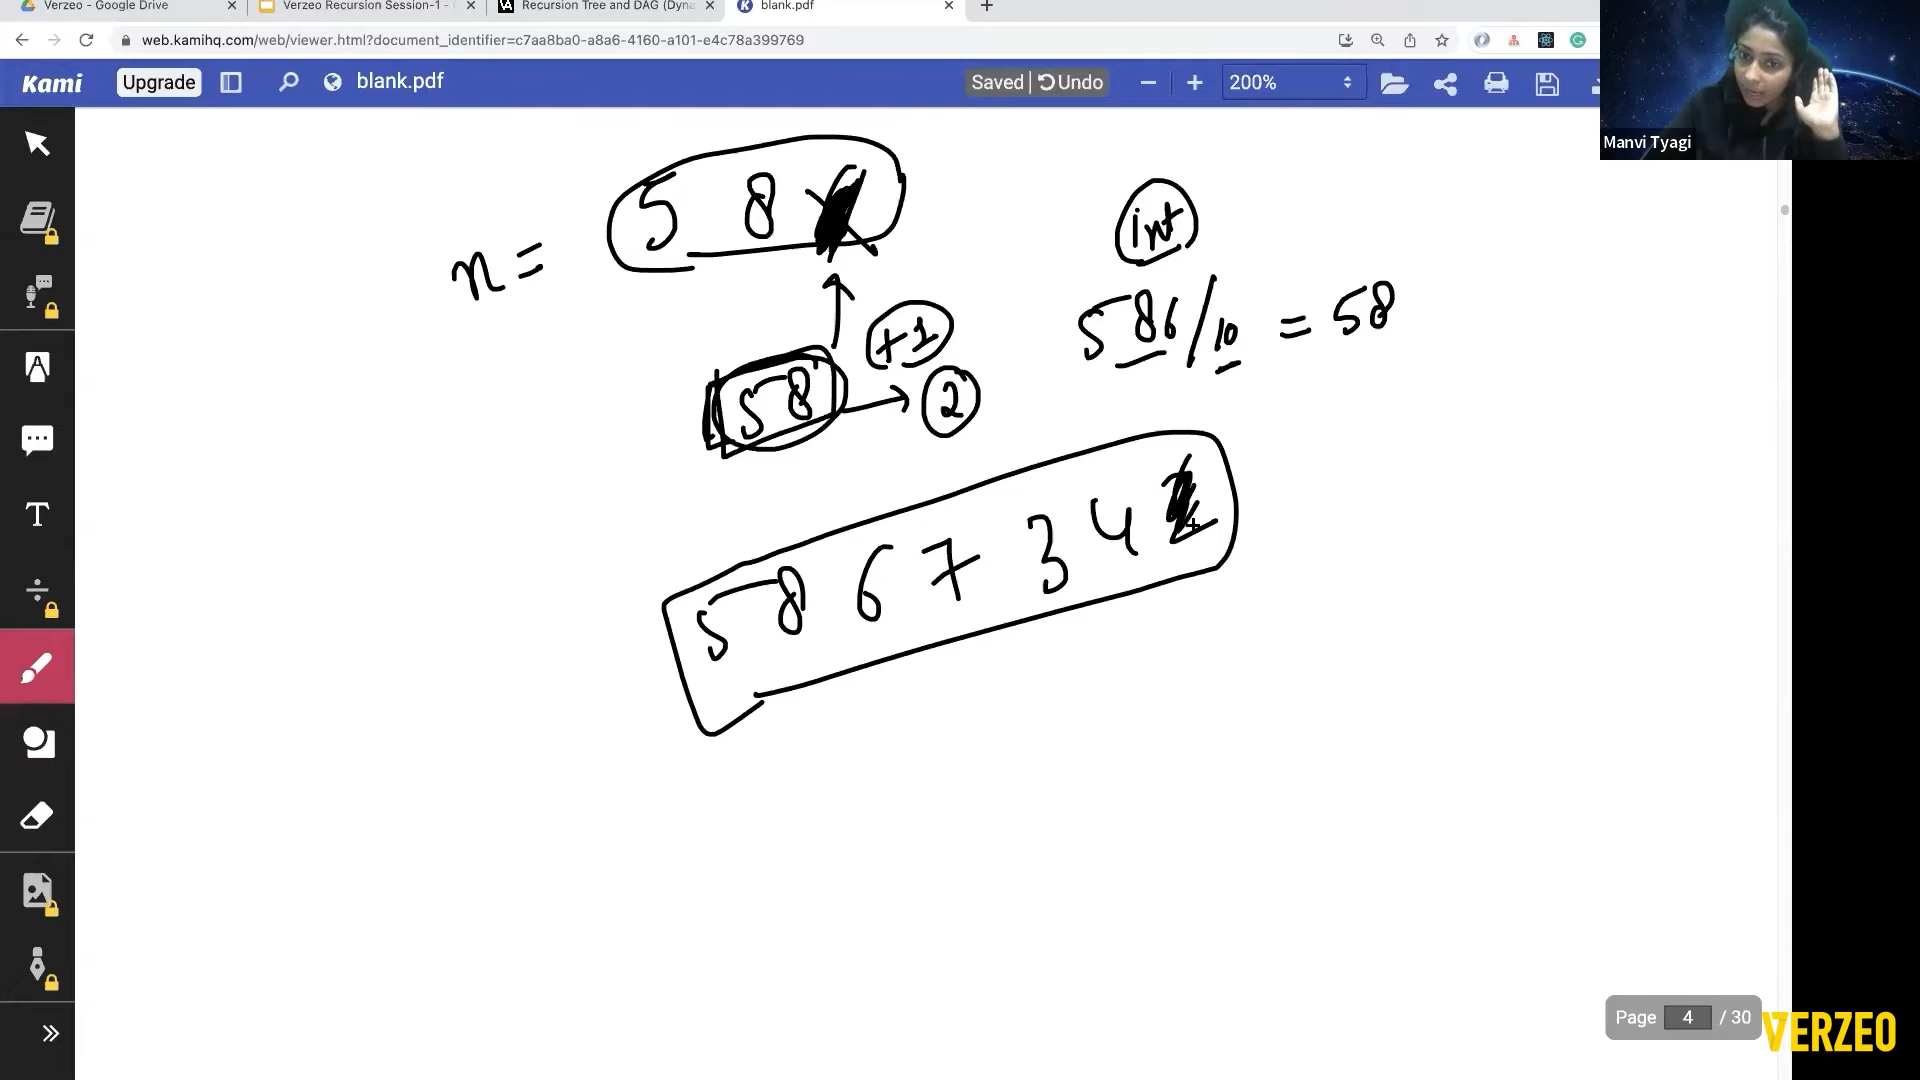 Verzeo - Google Drive
Verzeo Recursion Session-1 -
Recursion Tree and DAG (Dyna
blank.pdf
web.kamihq.com/web/viewer.html?document_identifier=c7aa8ba0-a8a6-4160-a101-e4c78a399769
Kami
Upgrade
blank.pdf
Saved | Undo
200%
Manvi Tyagi
n = 5 8
int
586/10 = 58
+1
58 → 2
5 8 6 7 3 4
Page 4 / 30
VERZEO